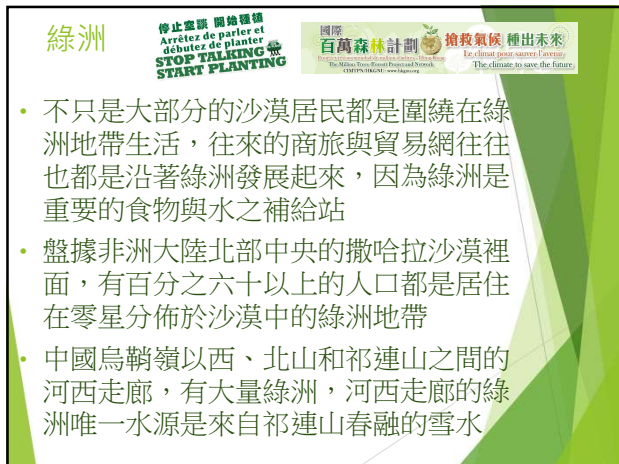 綠洲
停止空談 開始種植
Arrêtez de parler et
débutez de planter
STOP TALKING
START PLANTING
國際
百萬森林計劃
The Million Trees (Forest) Project and Network
搶救氣候 種出未來
Le climat pour sauver l'avenir
The climate to save the future
• 不只是大部分的沙漠居民都是圍繞在綠
洲地帶生活，往來的商旅與貿易網往往
也都是沿著綠洲發展起來，因為綠洲是
重要的食物與水之補給站
• 盤據非洲大陸北部中央的撒哈拉沙漠裡
面，有百分之六十以上的人口都是居住
在零星分佈於沙漠中的綠洲地帶
• 中國烏鞘嶺以西、北山和祁連山之間的
河西走廊，有大量綠洲，河西走廊的綠
洲唯一水源是來自祁連山春融的雪水